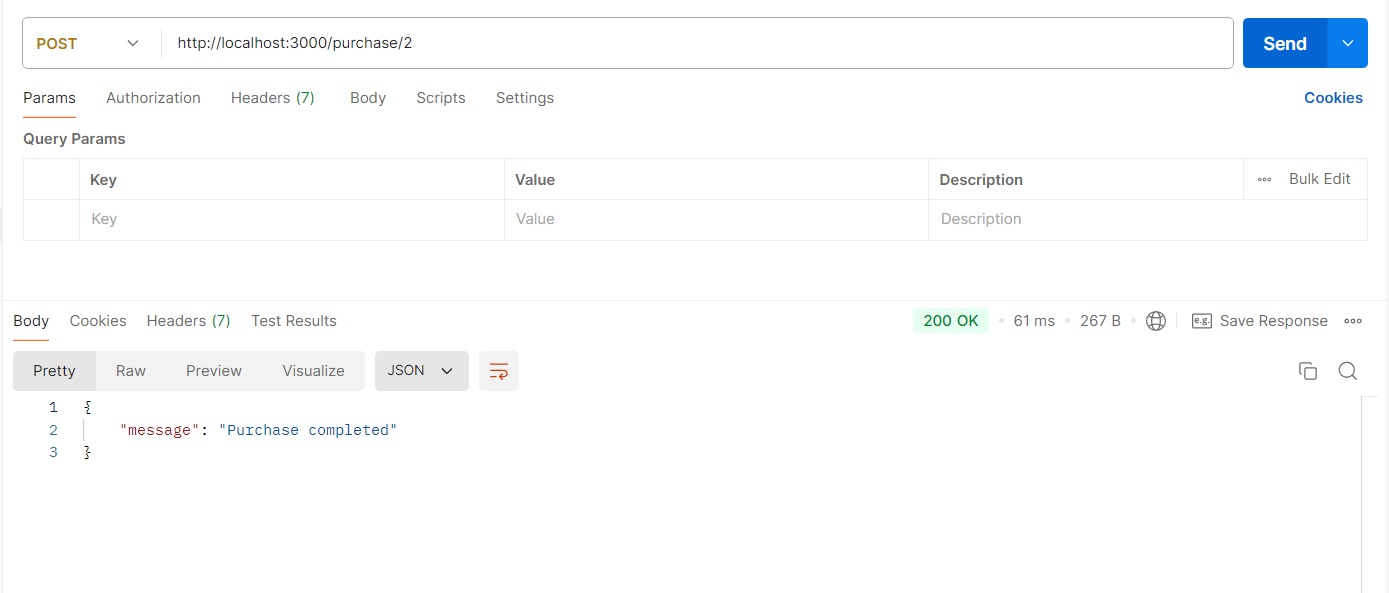 POST http://localhost:3000/purchase/2 Send
Params Authorization Headers (7) Body Scripts Settings Cookies
Query Params
Key Value Description Bulk Edit
Key Value Description
Body Cookies Headers (7) Test Results 200 OK 61 ms 267 B e.g. Save Response
Pretty Raw Preview Visualize JSON
1 {
2 "message": "Purchase completed"
3 }